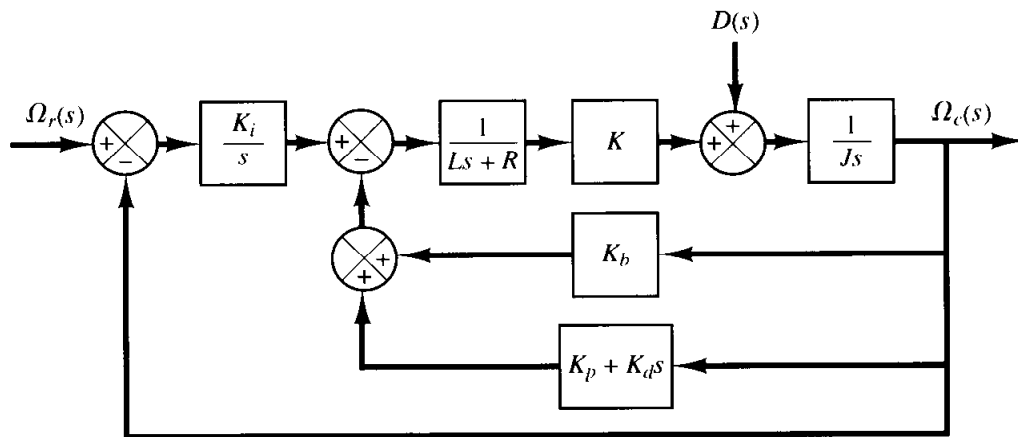 D(s)
Ω_r(s)
+
−
K_i
s
+
−
1
Ls + R
K
+
+
1
Js
Ω_c(s)
+
+
K_b
K_p + K_d s